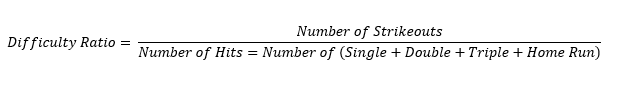 Difficulty Ratio = Number of Strikeouts / Number of Hits = Number of (Single + Double + Triple + Home Run)